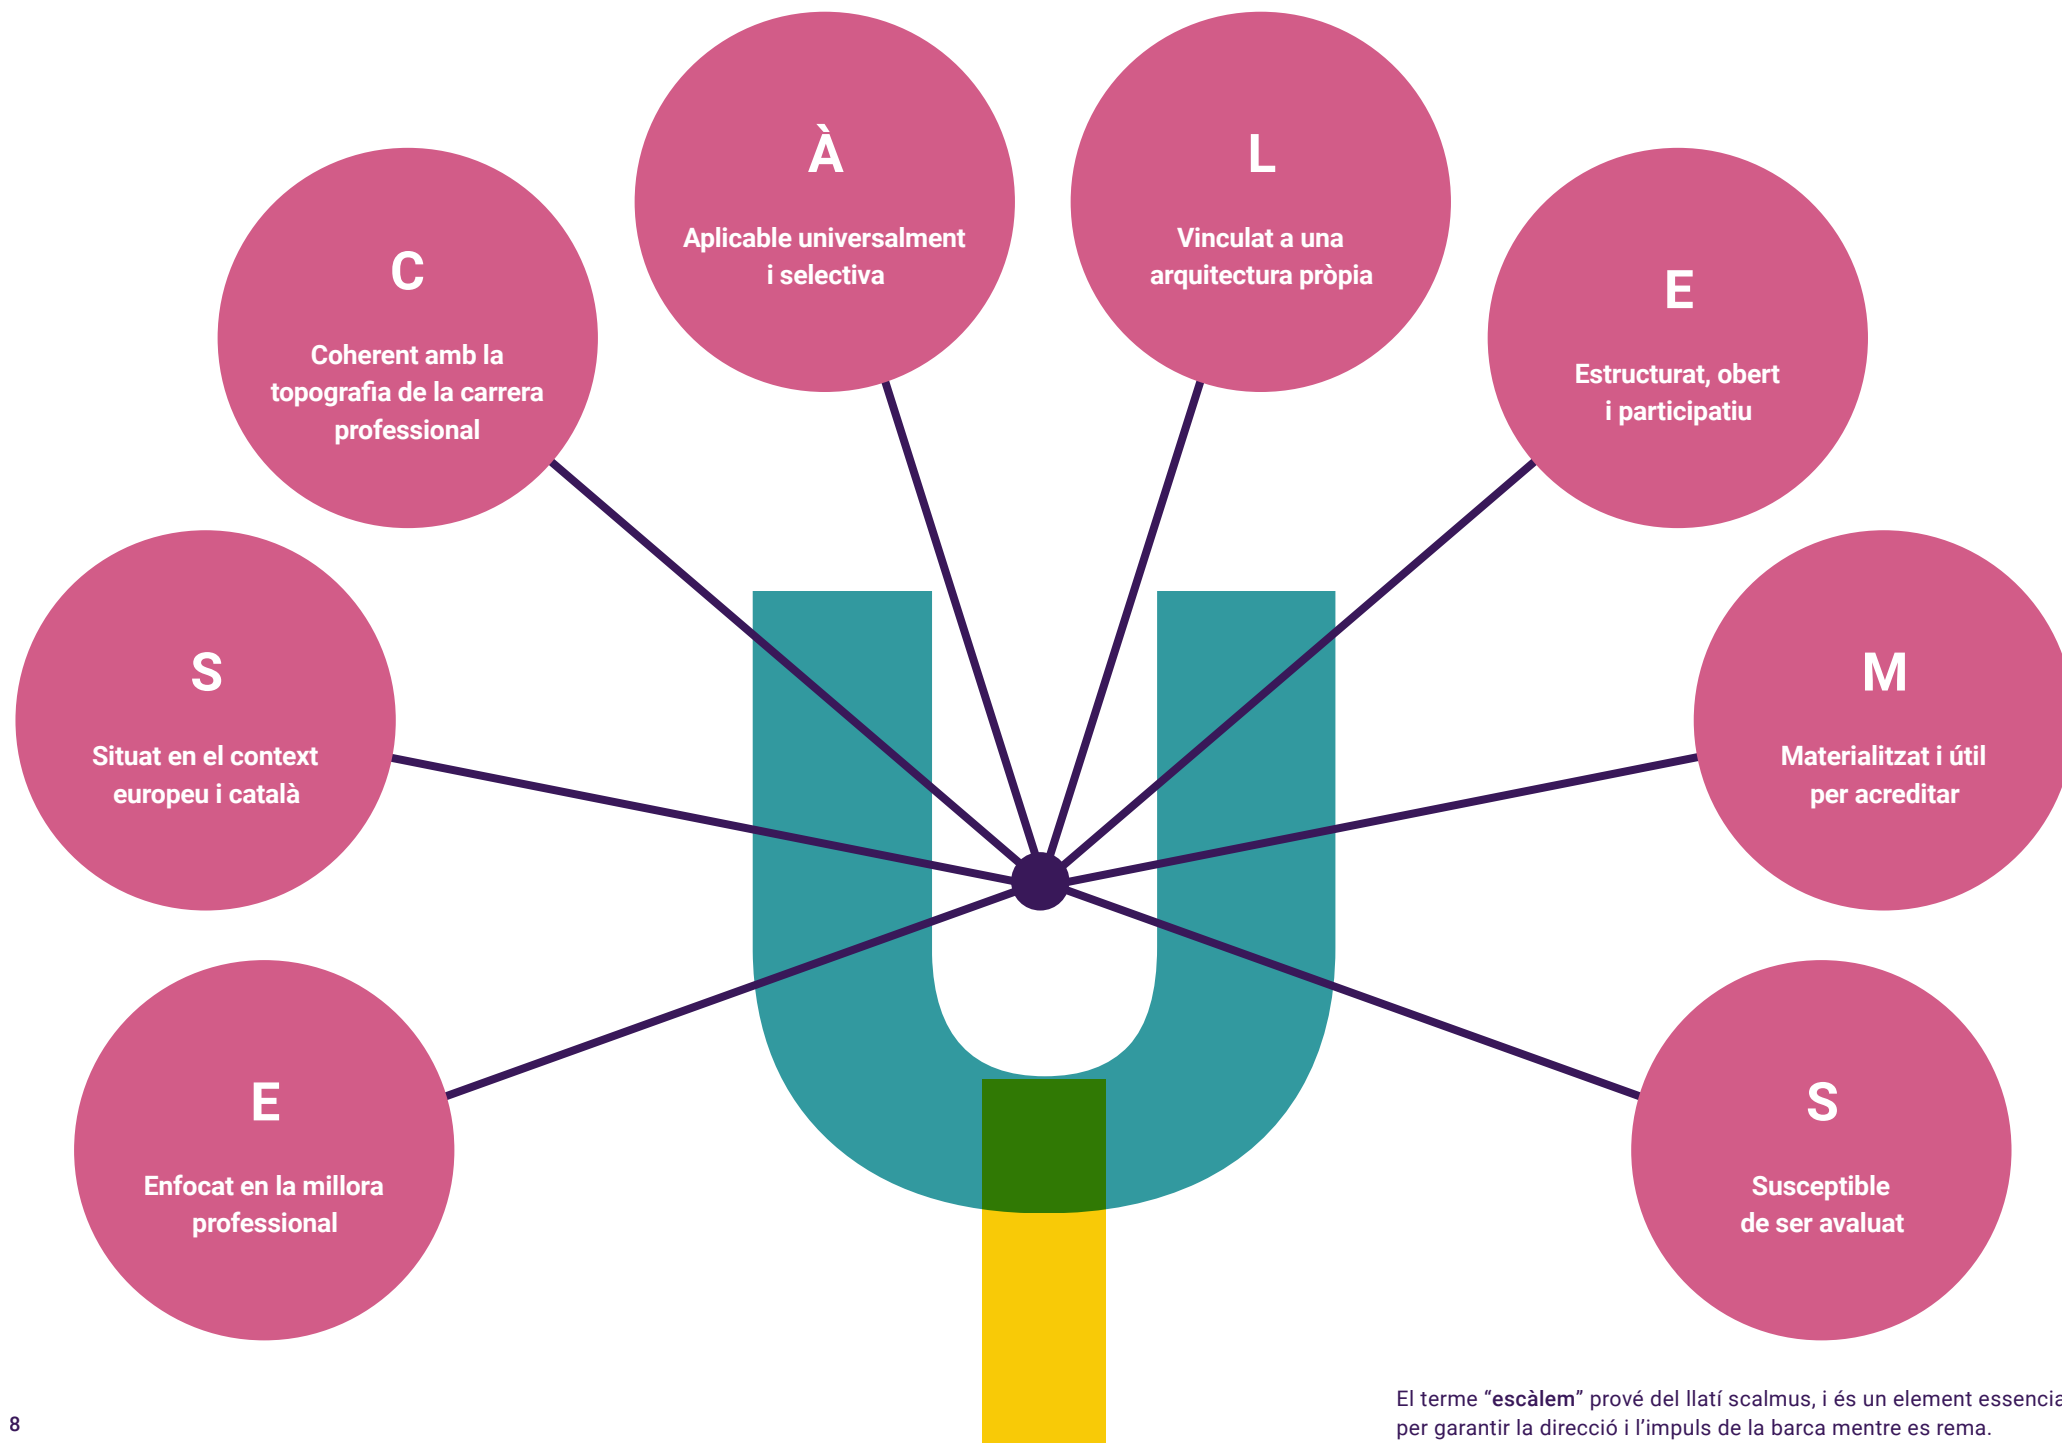 E
Enfocat en la millora
professional
S
Situat en el context
europeu i català
C
Coherent amb la
topografia de la carrera
professional
À
Aplicable universalment
i selectiva
L
Vinculat a una
arquitectura pròpia
E
Estructurat, obert
i participatiu
M
Materialitzat i útil
per acreditar
S
Susceptible
de ser avaluat
El terme “escàlem” prové del llatí scalmus, i és un element essencia
per garantir la direcció i l’impuls de la barca mentre es rema.
8